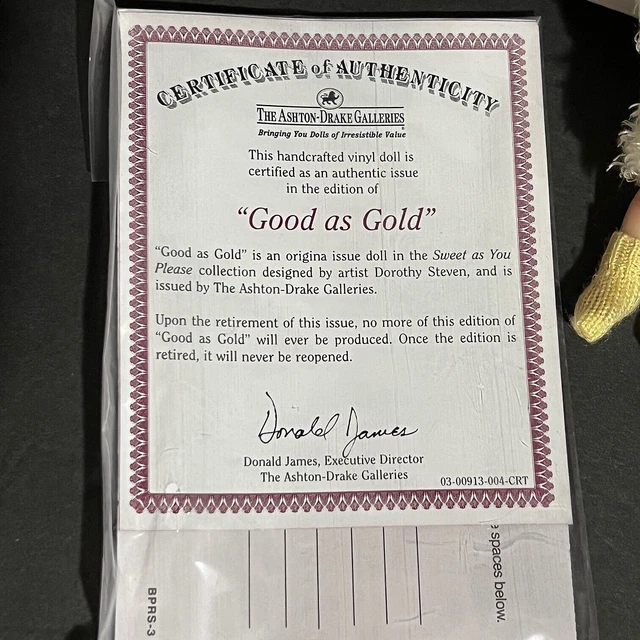 CERTIFICATE of AUTHENTICITY
THE ASHTON-DRAKE GALLERIES
Bringing You Dolls of Irresistible Value
This handcrafted vinyl doll is
certified as an authentic issue
in the edition of
“Good as Gold”
“Good as Gold” is an origina issue doll in the Sweet as You
Please collection designed by artist Dorothy Steven, and is
issued by The Ashton-Drake Galleries.
Upon the retirement of this issue, no more of this edition of
“Good as Gold” will ever be produced. Once the edition is
retired, it will never be reopened.
Donald James
Donald James, Executive Director
The Ashton-Drake Galleries
03-00913-004-CRT
spaces below.
BPRS-3